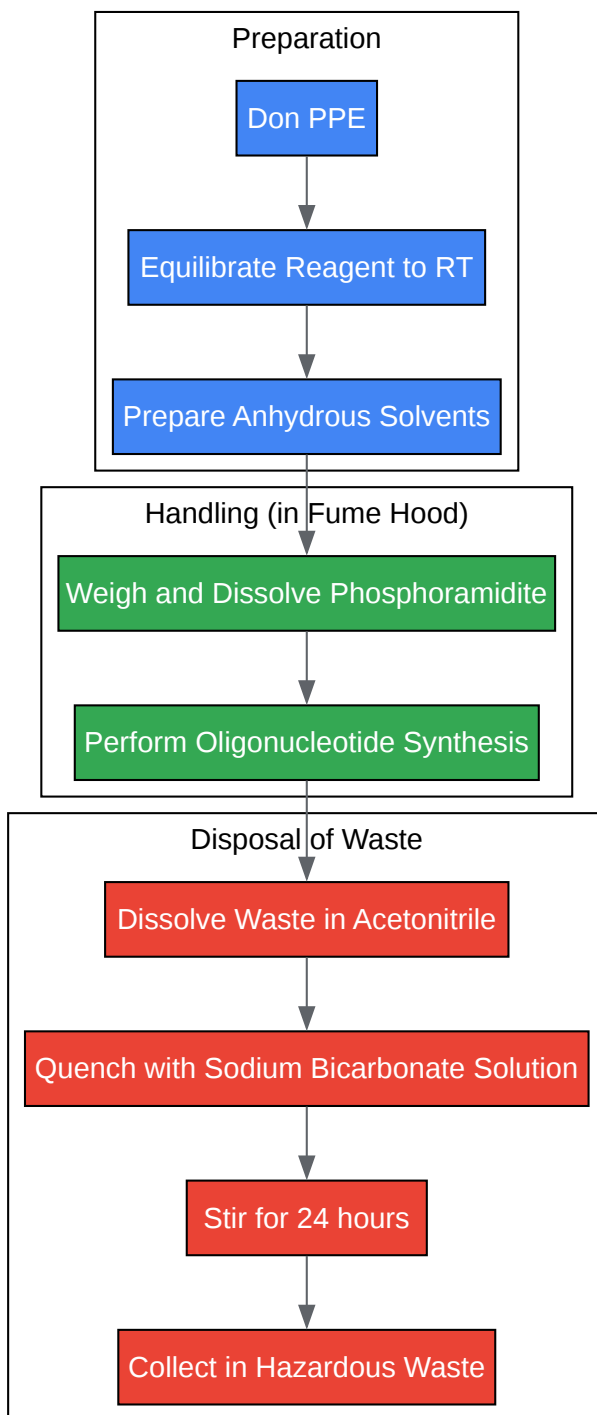 Preparation
Don PPE
Equilibrate Reagent to RT
Prepare Anhydrous Solvents
Handling (in Fume Hood)
Weigh and Dissolve Phosphoramidite
Perform Oligonucleotide Synthesis
Disposal of Waste
Dissolve Waste in Acetonitrile
Quench with Sodium Bicarbonate Solution
Stir for 24 hours
Collect in Hazardous Waste